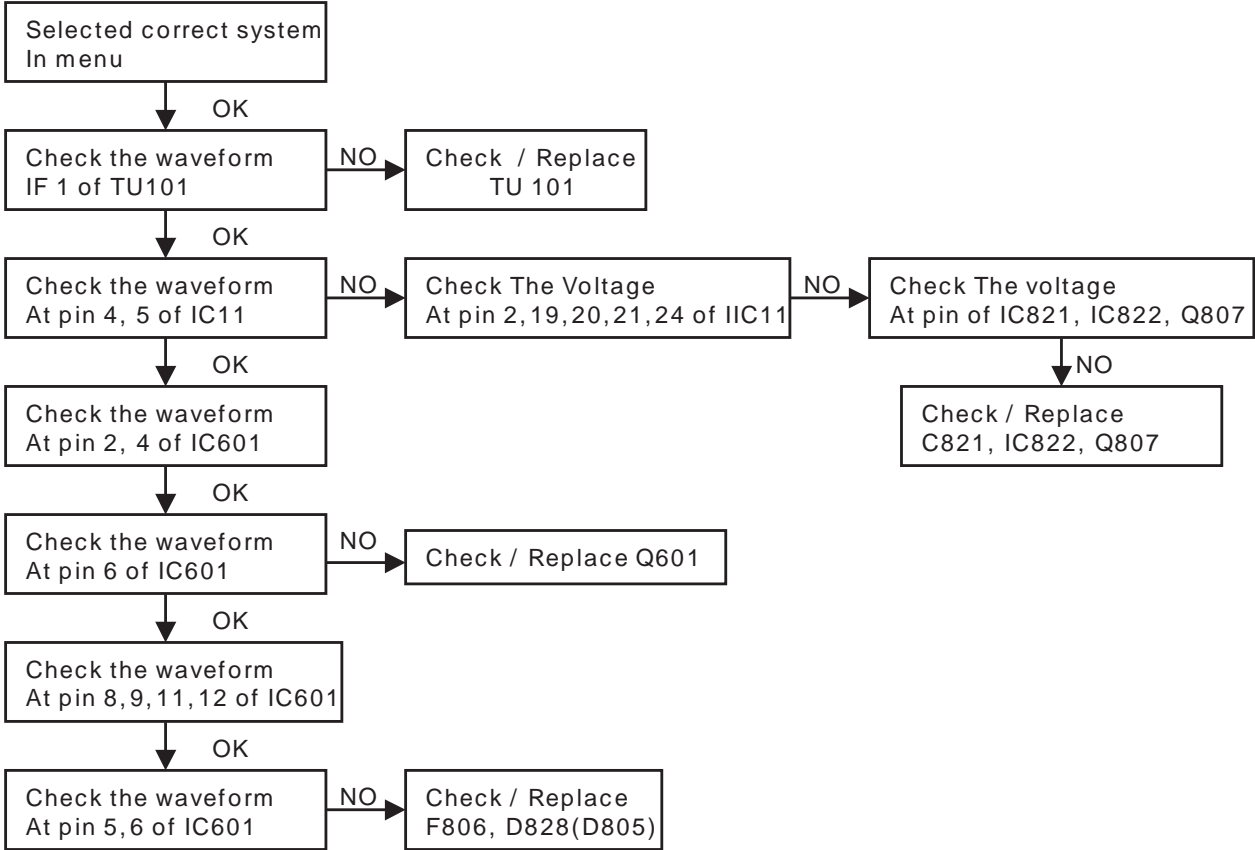 Selected correct system
In menu
OK
Check the waveform
IF 1 of TU101
NO
Check / Replace
TU 101
OK
Check the waveform
At pin 4, 5 of IC11
NO
Check The Voltage
At pin 2,19,20,21,24 of IIC11
NO
Check The voltage
At pin of IC821, IC822, Q807
OK
NO
Check the waveform
At pin 2, 4 of IC601
Check / Replace
C821, IC822, Q807
OK
Check the waveform
At pin 6 of IC601
NO
Check / Replace Q601
OK
Check the waveform
At pin 8,9,11,12 of IC601
OK
Check the waveform
At pin 5,6 of IC601
NO
Check / Replace
F806, D828(D805)